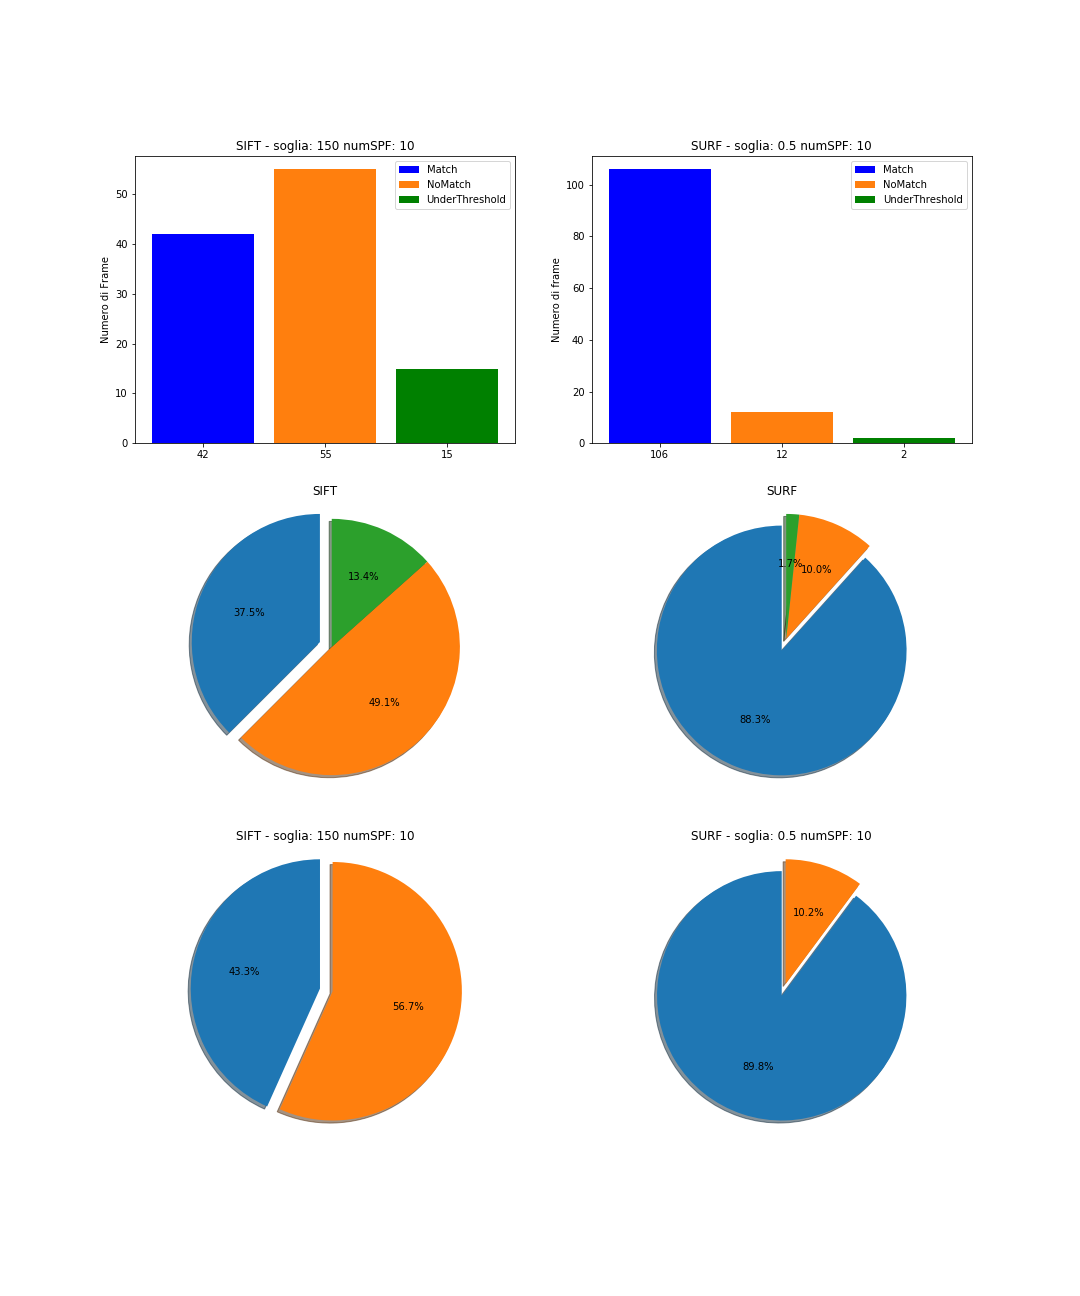 SIFT - soglia: 150 numSPF: 10
Numero di Frame
50
40
30
20
10
0
Match
NoMatch
UnderThreshold
42 55 15
SURF - soglia: 0.5 numSPF: 10
Numero di frame
100
80
60
40
20
0
Match
NoMatch
UnderThreshold
106 12 2
SIFT
13.4%
37.5%
49.1%
SURF
1.7%
10.0%
88.3%
SIFT - soglia: 150 numSPF: 10
43.3%
56.7%
SURF - soglia: 0.5 numSPF: 10
10.2%
89.8%